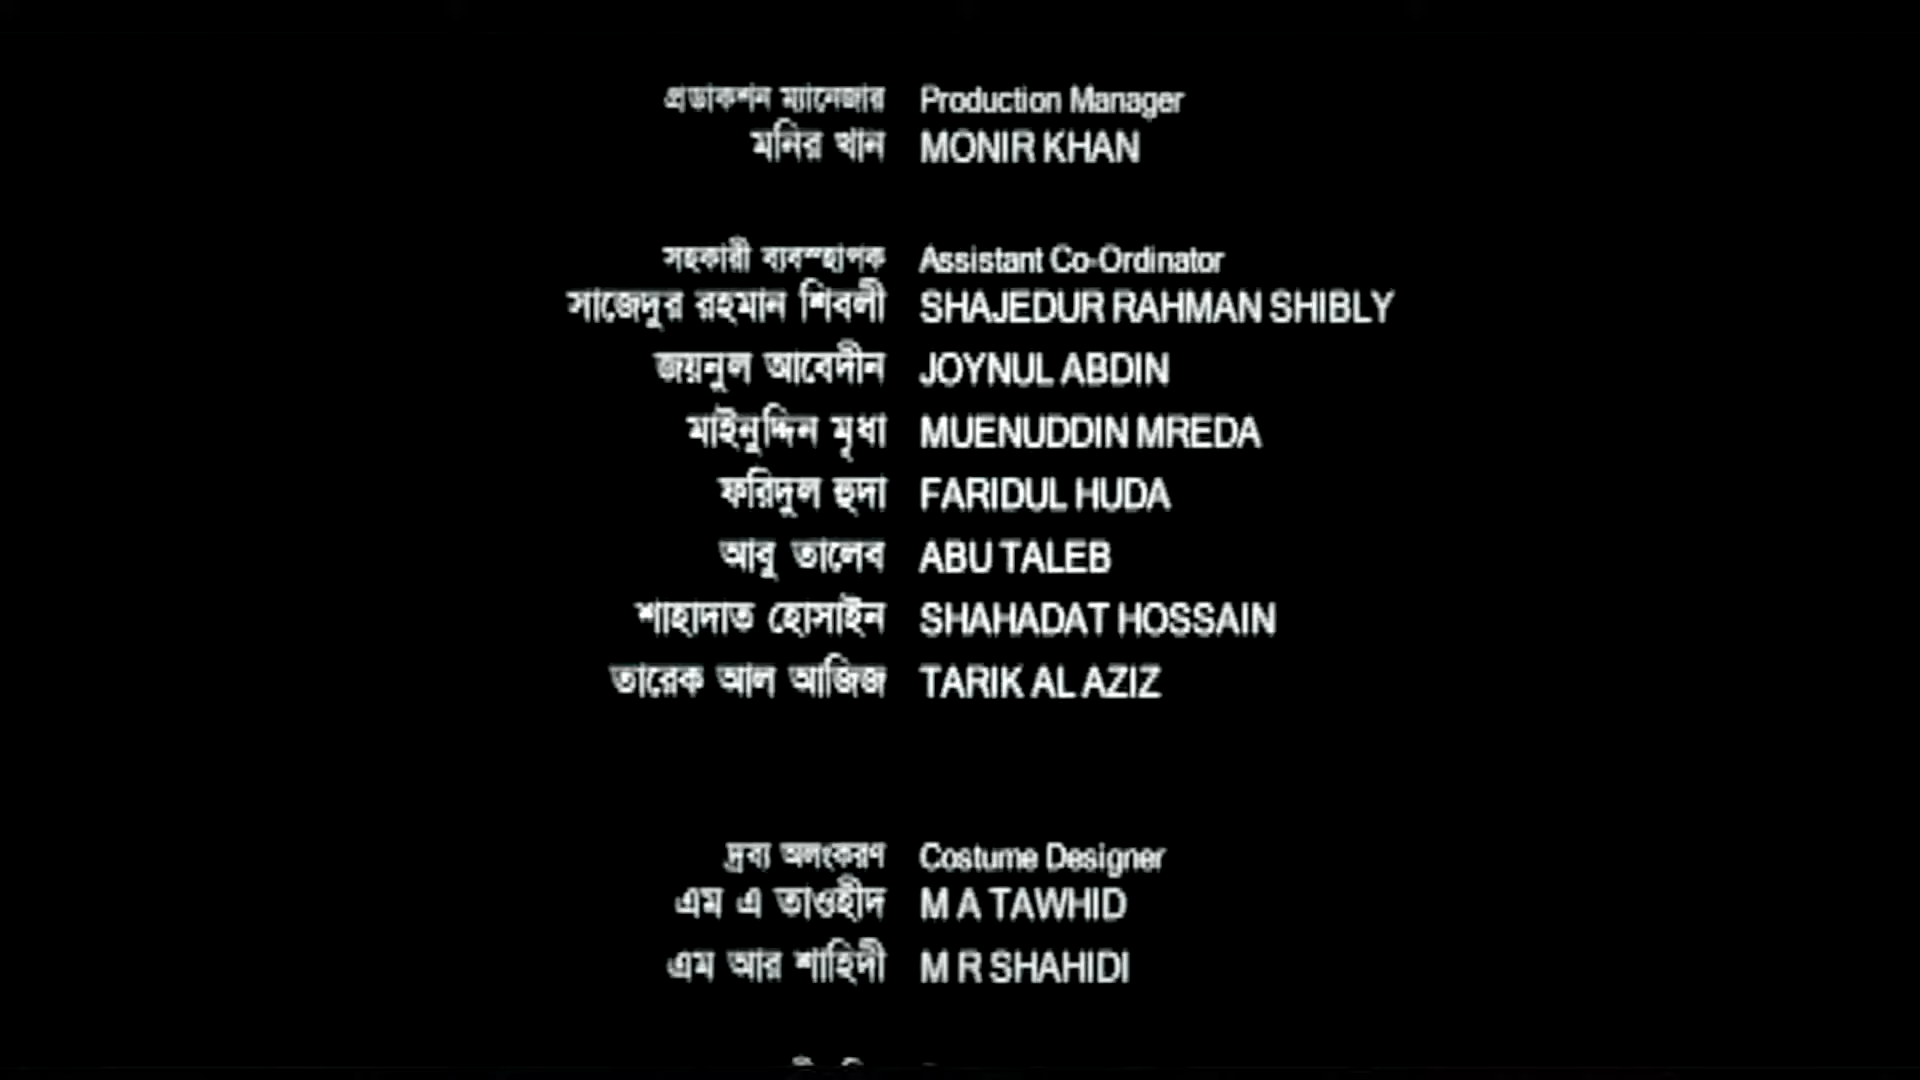 প্রডাকশন ম্যানেজার Production Manager
মনির খান MONIR KHAN
সহকারী ব্যবস্হাপক Assistant Co-Ordinator
সাজেদুর রহমান শিবলী SHAJEDUR RAHMAN SHIBLY
জয়নুল আবেদীন JOYNUL ABDIN
মাইনুদ্দিন মৃধা MUENUDDIN MREDA
ফরিদুল হুদা FARIDUL HUDA
আবু তালেব ABU TALEB
শাহাদাত হোসাইন SHAHADAT HOSSAIN
তারেক আল আজিজ TARIK AL AZIZ
দ্রব্য অলংকরণ Costume Designer
এম এ তাওহীদ M A TAWHID
এম আর শাহিদী M R SHAHIDI